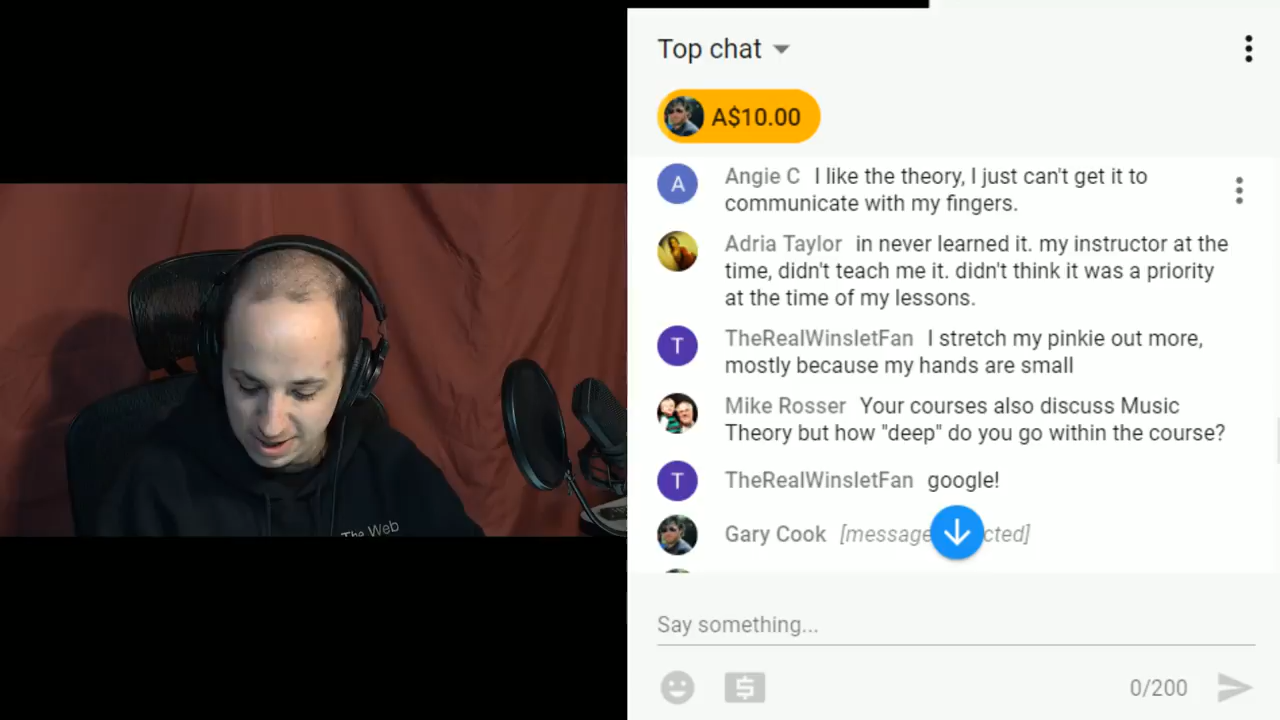 Top chat
A$10.00
A
Angie C I like the theory, I just can't get it to
communicate with my fingers.
Adria Taylor in never learned it. my instructor at the
time, didn't teach me it. didn't think it was a priority
at the time of my lessons.
T
TheRealWinsletFan I stretch my pinkie out more,
mostly because my hands are small
Mike Rosser Your courses also discuss Music
Theory but how "deep" do you go within the course?
T
TheRealWinsletFan google!
Gary Cook [message cted]
Say something...
0/200
The Web